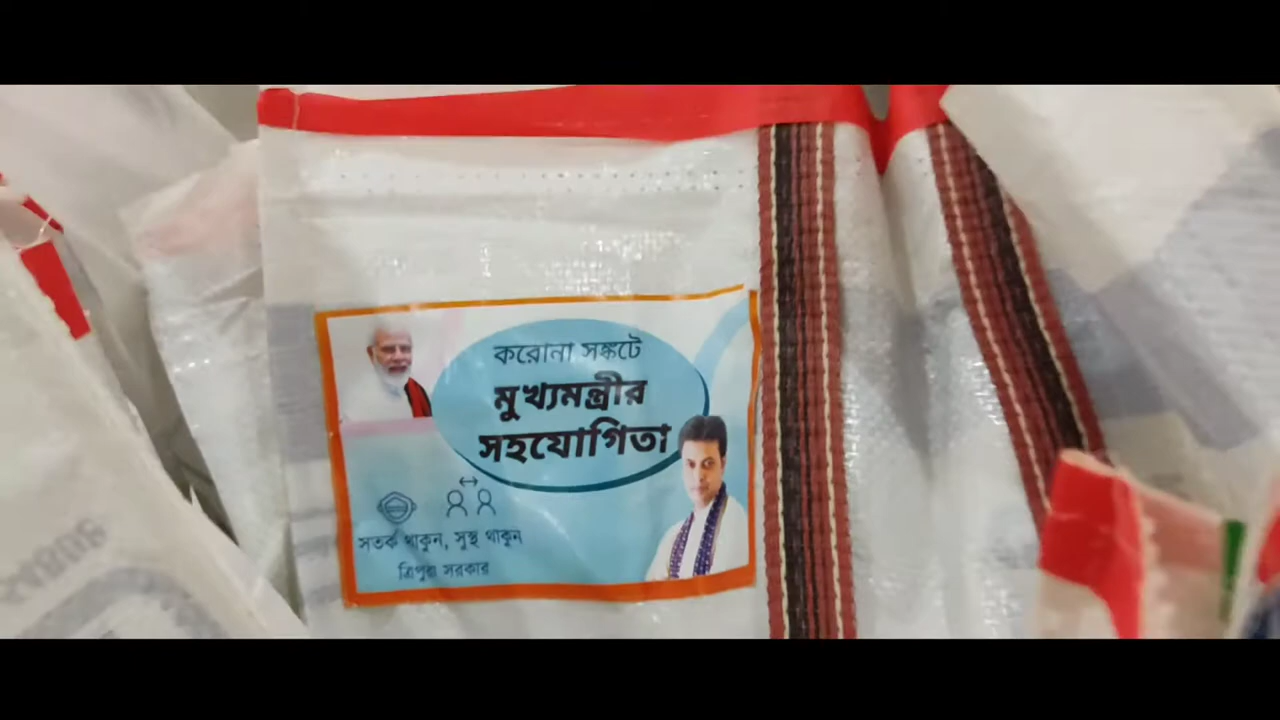 করোনা সঙ্কটে
মুখ্যমন্ত্রীর
সহযোগিতা
সতর্ক থাকুন, সুস্থ থাকুন
ত্রিপুরা সরকার